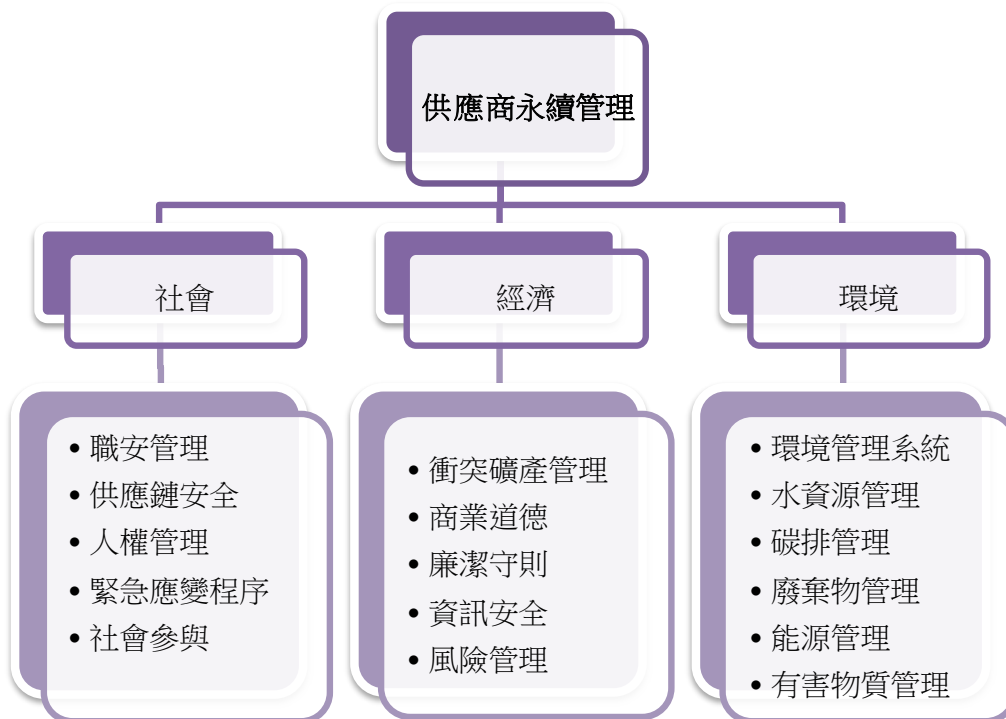 供應商永續管理
社會
經濟
環境
• 職安管理
• 供應鏈安全
• 人權管理
• 緊急應變程序
• 社會參與
• 衝突礦產管理
• 商業道德
• 廉潔守則
• 資訊安全
• 風險管理
• 環境管理系統
• 水資源管理
• 碳排管理
• 廢棄物管理
• 能源管理
• 有害物質管理